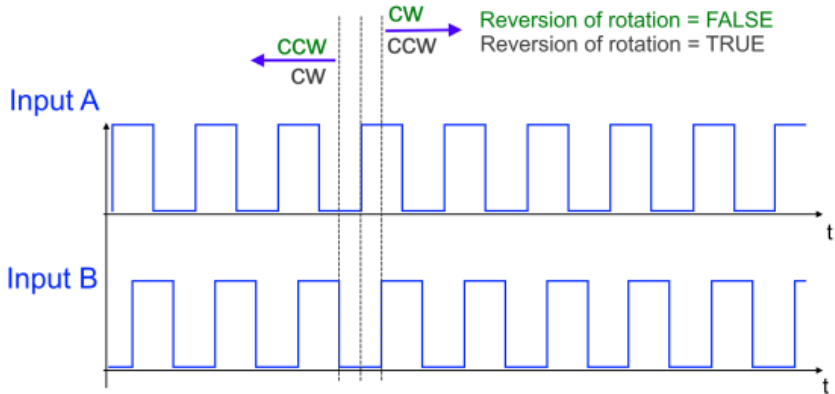 CW
Reversion of rotation = FALSE
CCW
CCW
Reversion of rotation = TRUE
CW
Input A
t
Input B
t